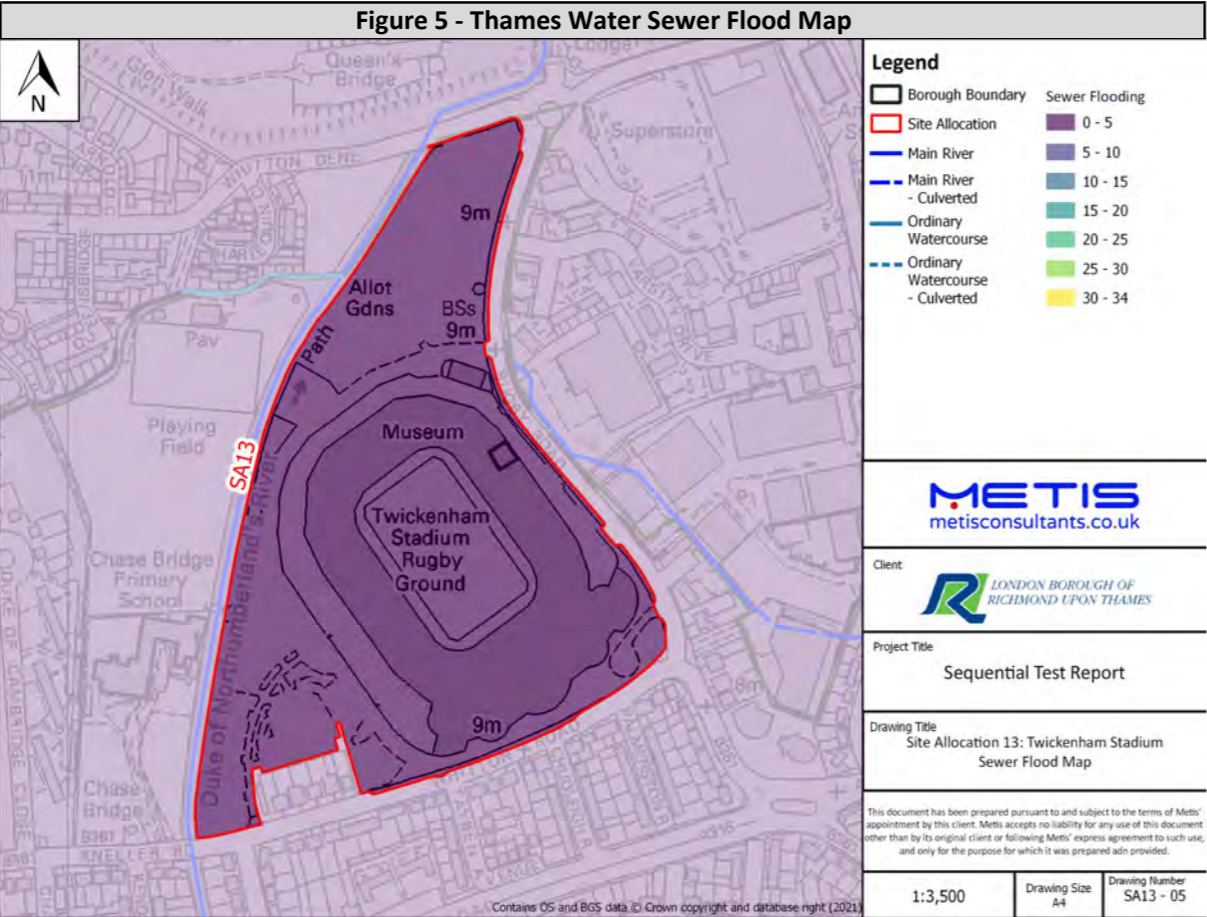 Figure 5 - Thames Water Sewer Flood Map
N
Glon Walk
Queen's
Bridge
Lodge
Superstore
WHITTON DENE
11m
9m
Allot
Gdns
BSs
9m
Path
Pav
Playing
Field
SA13
Museum
Twickenham
Stadium
Rugby
Ground
Duke of Northumberland's River
Chase Bridge
Primary
School
9m
8m
Chase
Bridge
Contains OS and BGS data © Crown copyright and database right (2021)
Legend
Borough Boundary
Site Allocation
Main River
Main River
- Culverted
Ordinary
Watercourse
Ordinary
Watercourse
- Culverted
Sewer Flooding
0 - 5
5 - 10
10 - 15
15 - 20
20 - 25
25 - 30
30 - 34
METIS
metisconsultants.co.uk
Client
LONDON BOROUGH OF
RICHMOND UPON THAMES
Project Title
Sequential Test Report
Drawing Title
Site Allocation 13: Twickenham Stadium
Sewer Flood Map
This document has been prepared pursuant to and subject to the terms of Metis'
appointment by this client. Metis accepts no liability for any use of this document
other than by its original client or following Metis' express agreement to such use,
and only for the purpose for which it was prepared adn provided.
1:3,500
Drawing Size
A4
Drawing Number
SA13 - 05